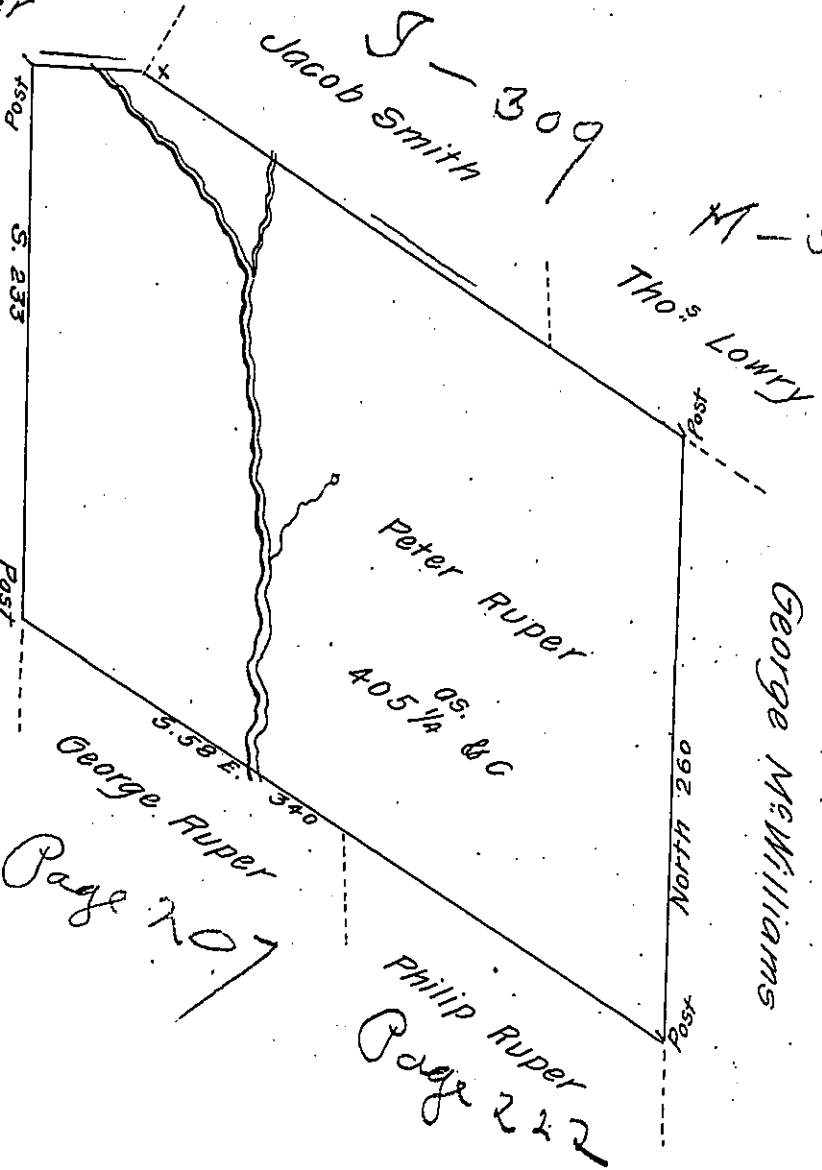 J-309
Jacob Smith
Tho.s Lowry
George McWilliams
Post
S. 233
Post
Post
North 260
Post
Peter Ruper
as.
405 1/4 & C
S. 58 E. 340
George Ruper
Page 207
Philip Ruper
Page 222